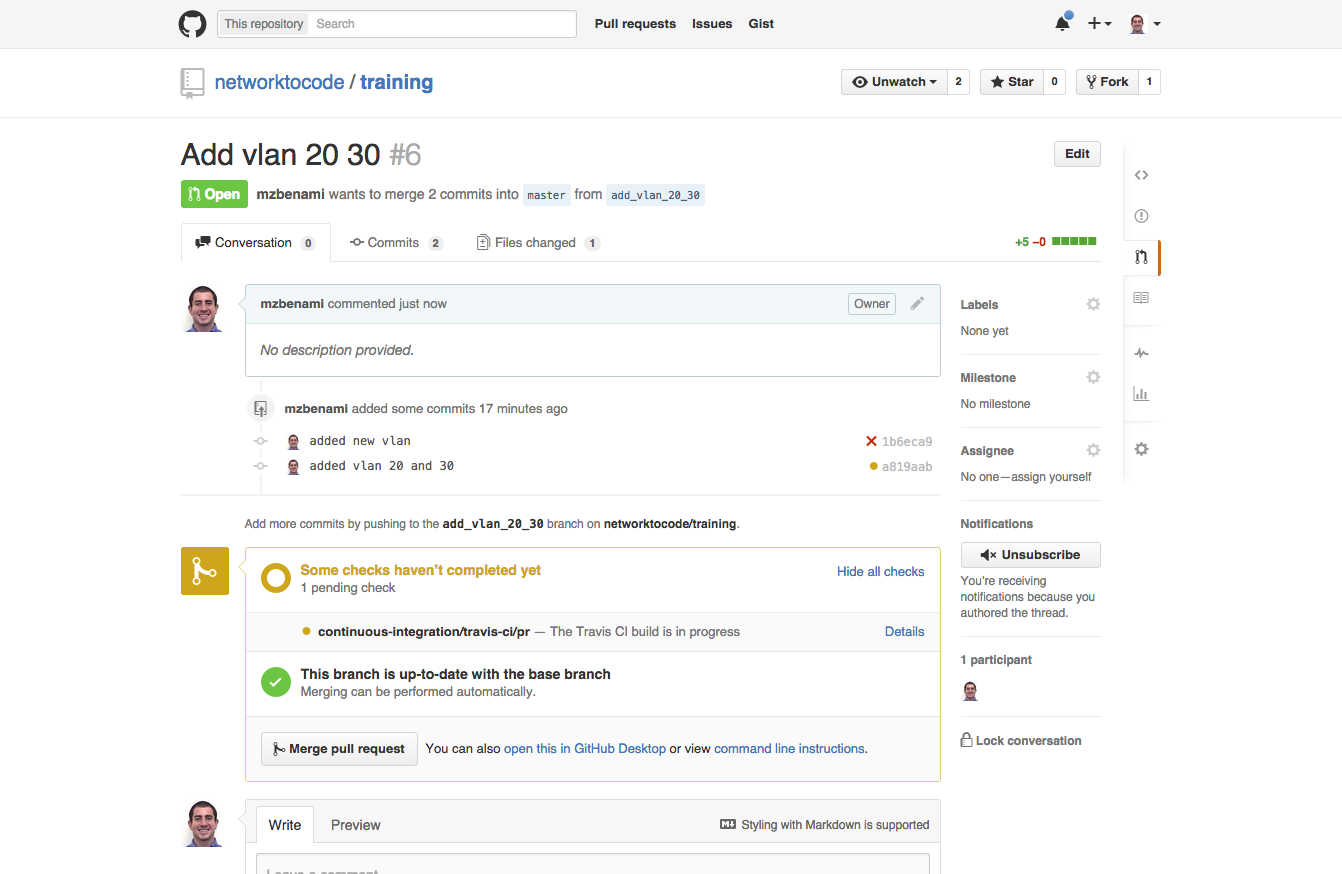 This repository Search Pull requests Issues Gist
networktocode / training
Unwatch 2 Star 0 Fork 1
Add vlan 20 30 #6
Edit
Open mzbenami wants to merge 2 commits into master from add_vlan_20_30
Conversation 0 Commits 2 Files changed 1 +5 −0
mzbenami commented just now Owner
No description provided.
mzbenami added some commits 17 minutes ago
added new vlan 1b6eca9
added vlan 20 and 30 a819aab
Add more commits by pushing to the add_vlan_20_30 branch on networktocode/training.
Some checks haven’t completed yet
1 pending check
Hide all checks
continuous-integration/travis-ci/pr — The Travis CI build is in progress Details
This branch is up-to-date with the base branch
Merging can be performed automatically.
Merge pull request You can also open this in GitHub Desktop or view command line instructions.
Write Preview Styling with Markdown is supported
Leave a comment
Labels
None yet
Milestone
No milestone
Assignee
No one—assign yourself
Notifications
Unsubscribe
You’re receiving
notifications because you
authored the thread.
1 participant
Lock conversation